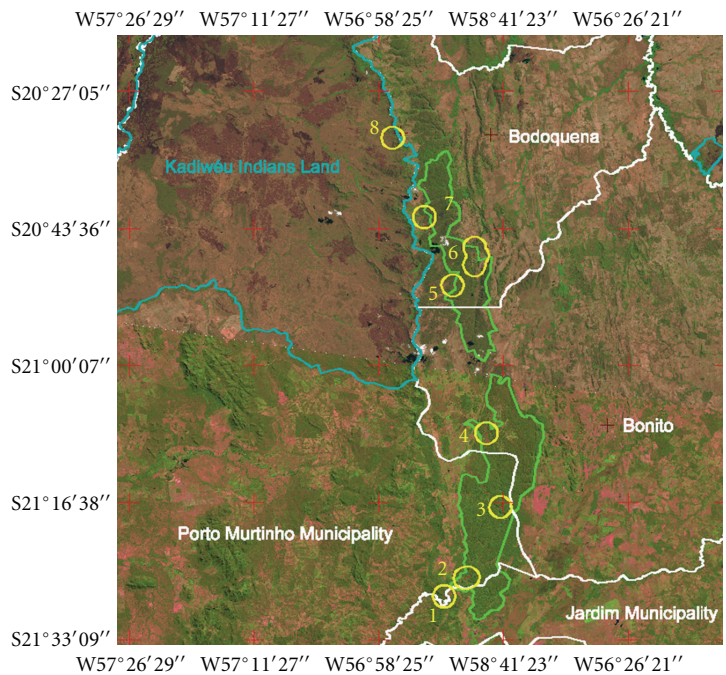 W57°26′29′′ W57°11′27′′ W56°58′25′′ W58°41′23′′ W56°26′21′′
S20°27′05′′
8
Bodoquena
Kadiwéu Indians Land
7
S20°43′36′′
6
5
S21°00′07′′
4
Bonito
S21°16′38′′
3
Porto Murtinho Municipality
2
1
Jardim Municipality
S21°33′09′′
W57°26′29′′ W57°11′27′′ W56°58′25′′ W58°41′23′′ W56°26′21′′